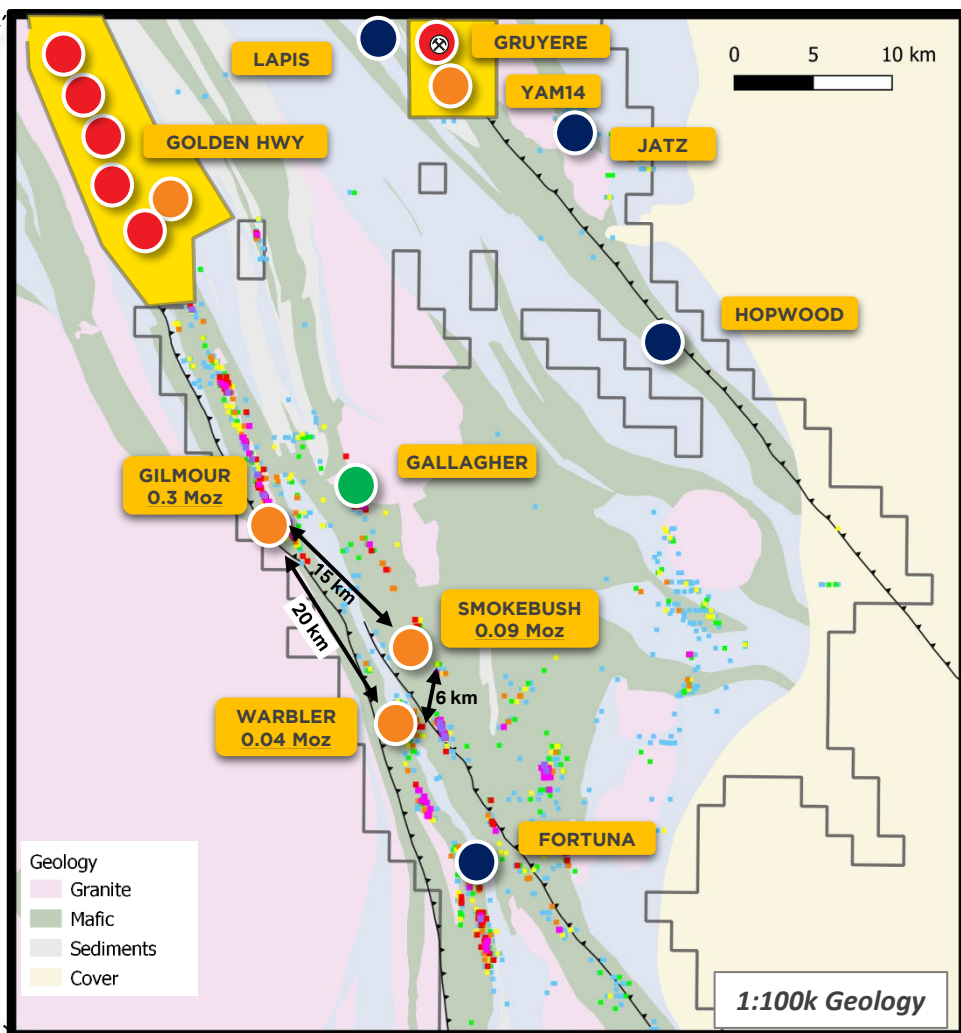 LAPIS
GRUYERE
0 5 10 km
YAM14
GOLDEN HWY
JATZ
HOPWOOD
GALLAGHER
GILMOUR
0.3 Moz
15 km
20 km
SMOKEBUSH
0.09 Moz
6 km
WARBLER
0.04 Moz
FORTUNA
Geology
Granite
Mafic
Sediments
Cover
1:100k Geology